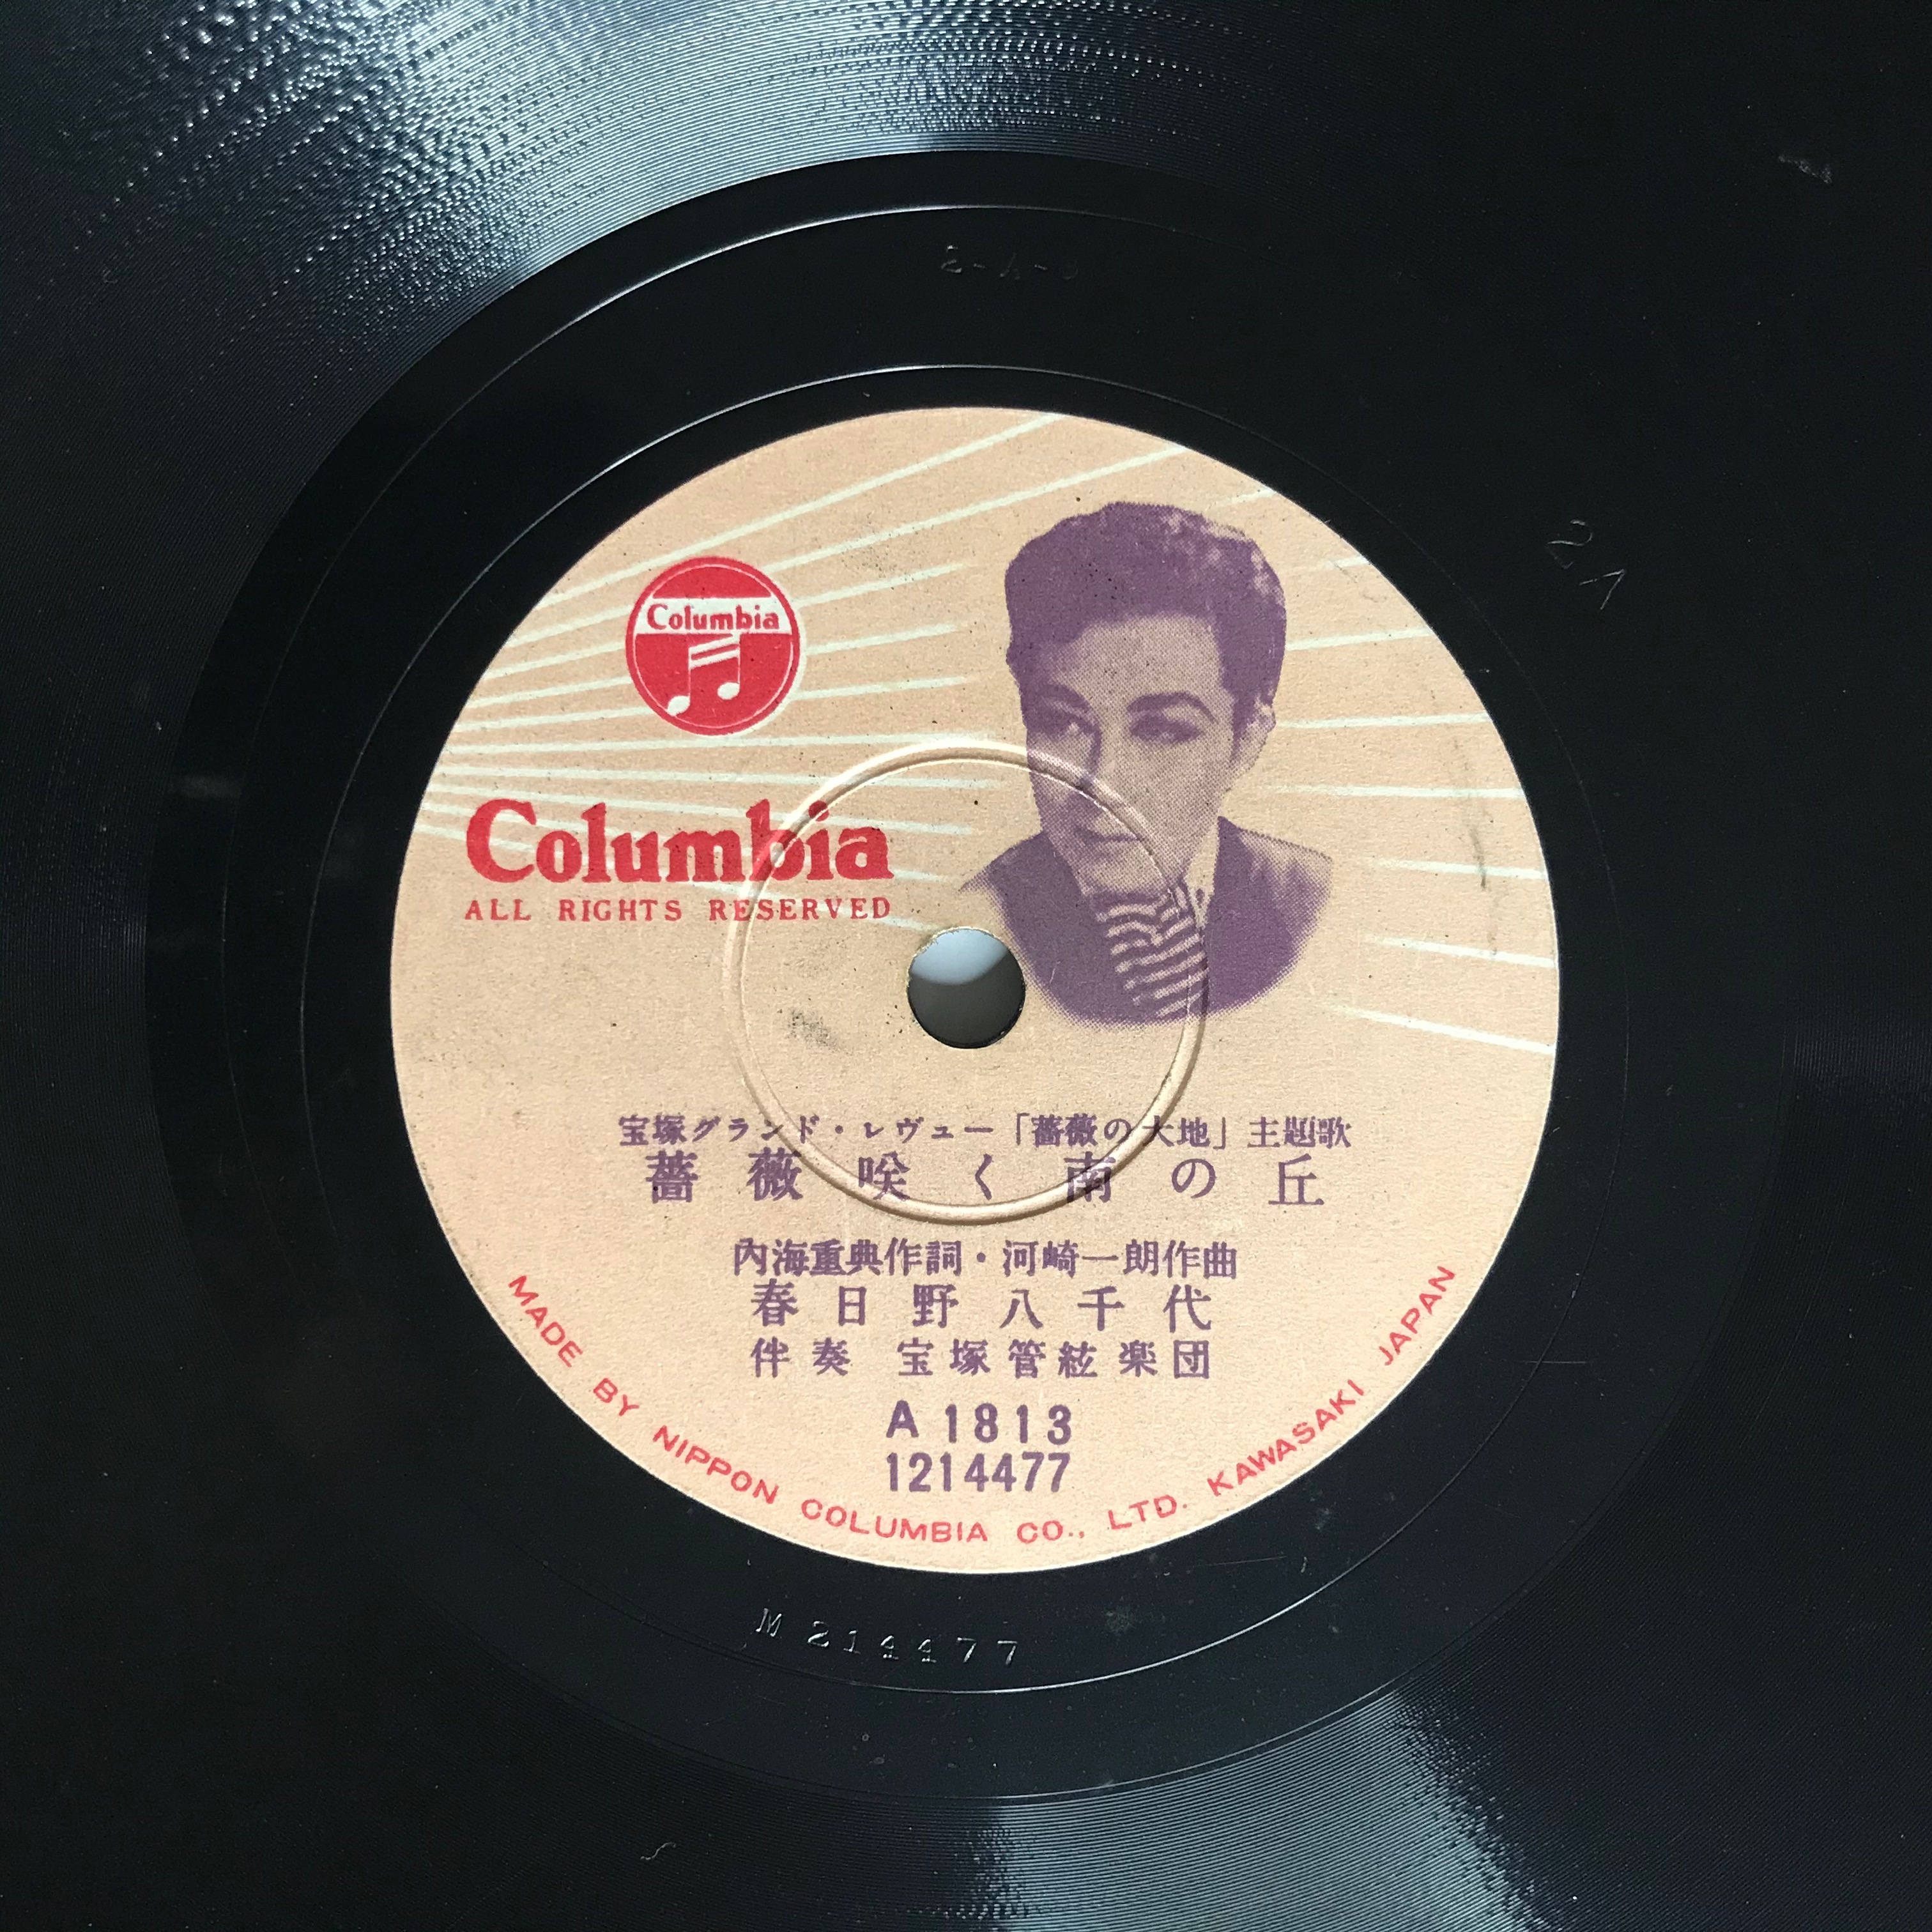 Columbia
Columbia
ALL RIGHTS RESERVED
宝塚グランド・レヴュー「薔薇の大地」主題歌
薔薇咲く南の丘
内海重典作詞・河崎一朗作曲
春日野八千代
伴奏 宝塚管絃楽団
A 1813
1214477
MADE BY NIPPON COLUMBIA CO., LTD. KAWASAKI JAPAN
M 214477